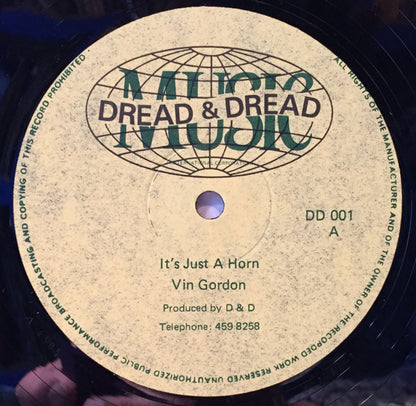 MUSIC
DREAD & DREAD
DD 001
A
It's Just A Horn
Vin Gordon
Produced by D & D
Telephone: 459 8258
ALL RIGHTS OF THE MANUFACTURER AND OF THE OWNER OF THE RECORDED WORK RESERVED UNAUTHORIZED PUBLIC PERFORMANCE BROADCASTING AND COPYING OF THIS RECORD PROHIBITED